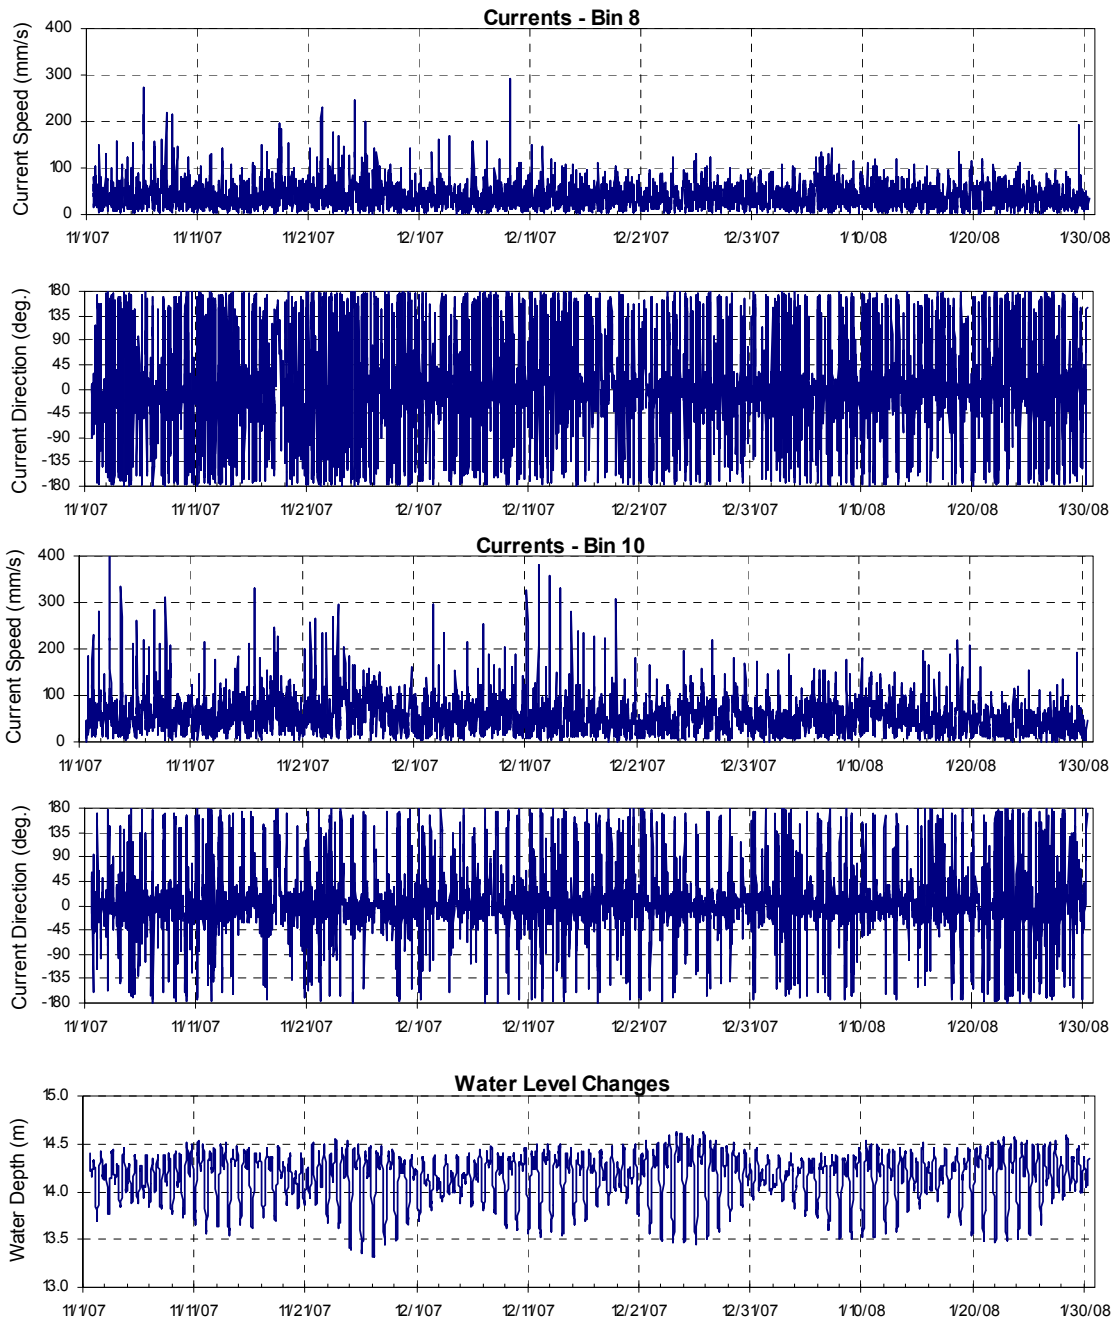 Currents - Bin 8
Current Speed (mm/s)
400
300
200
100
0
11/1/07 11/11/07 11/21/07 12/1/07 12/11/07 12/21/07 12/31/07 1/10/08 1/20/08 1/30/08
Current Direction (deg.)
180
135
90
45
0
-45
-90
-135
-180
11/1/07 11/11/07 11/21/07 12/1/07 12/11/07 12/21/07 12/31/07 1/10/08 1/20/08 1/30/08
Currents - Bin 10
Current Speed (mm/s)
400
300
200
100
0
11/1/07 11/11/07 11/21/07 12/1/07 12/11/07 12/21/07 12/31/07 1/10/08 1/20/08 1/30/08
Current Direction (deg.)
180
135
90
45
0
-45
-90
-135
-180
11/1/07 11/11/07 11/21/07 12/1/07 12/11/07 12/21/07 12/31/07 1/10/08 1/20/08 1/30/08
Water Level Changes
Water Depth (m)
15.0
14.5
14.0
13.5
13.0
11/1/07 11/11/07 11/21/07 12/1/07 12/11/07 12/21/07 12/31/07 1/10/08 1/20/08 1/30/08